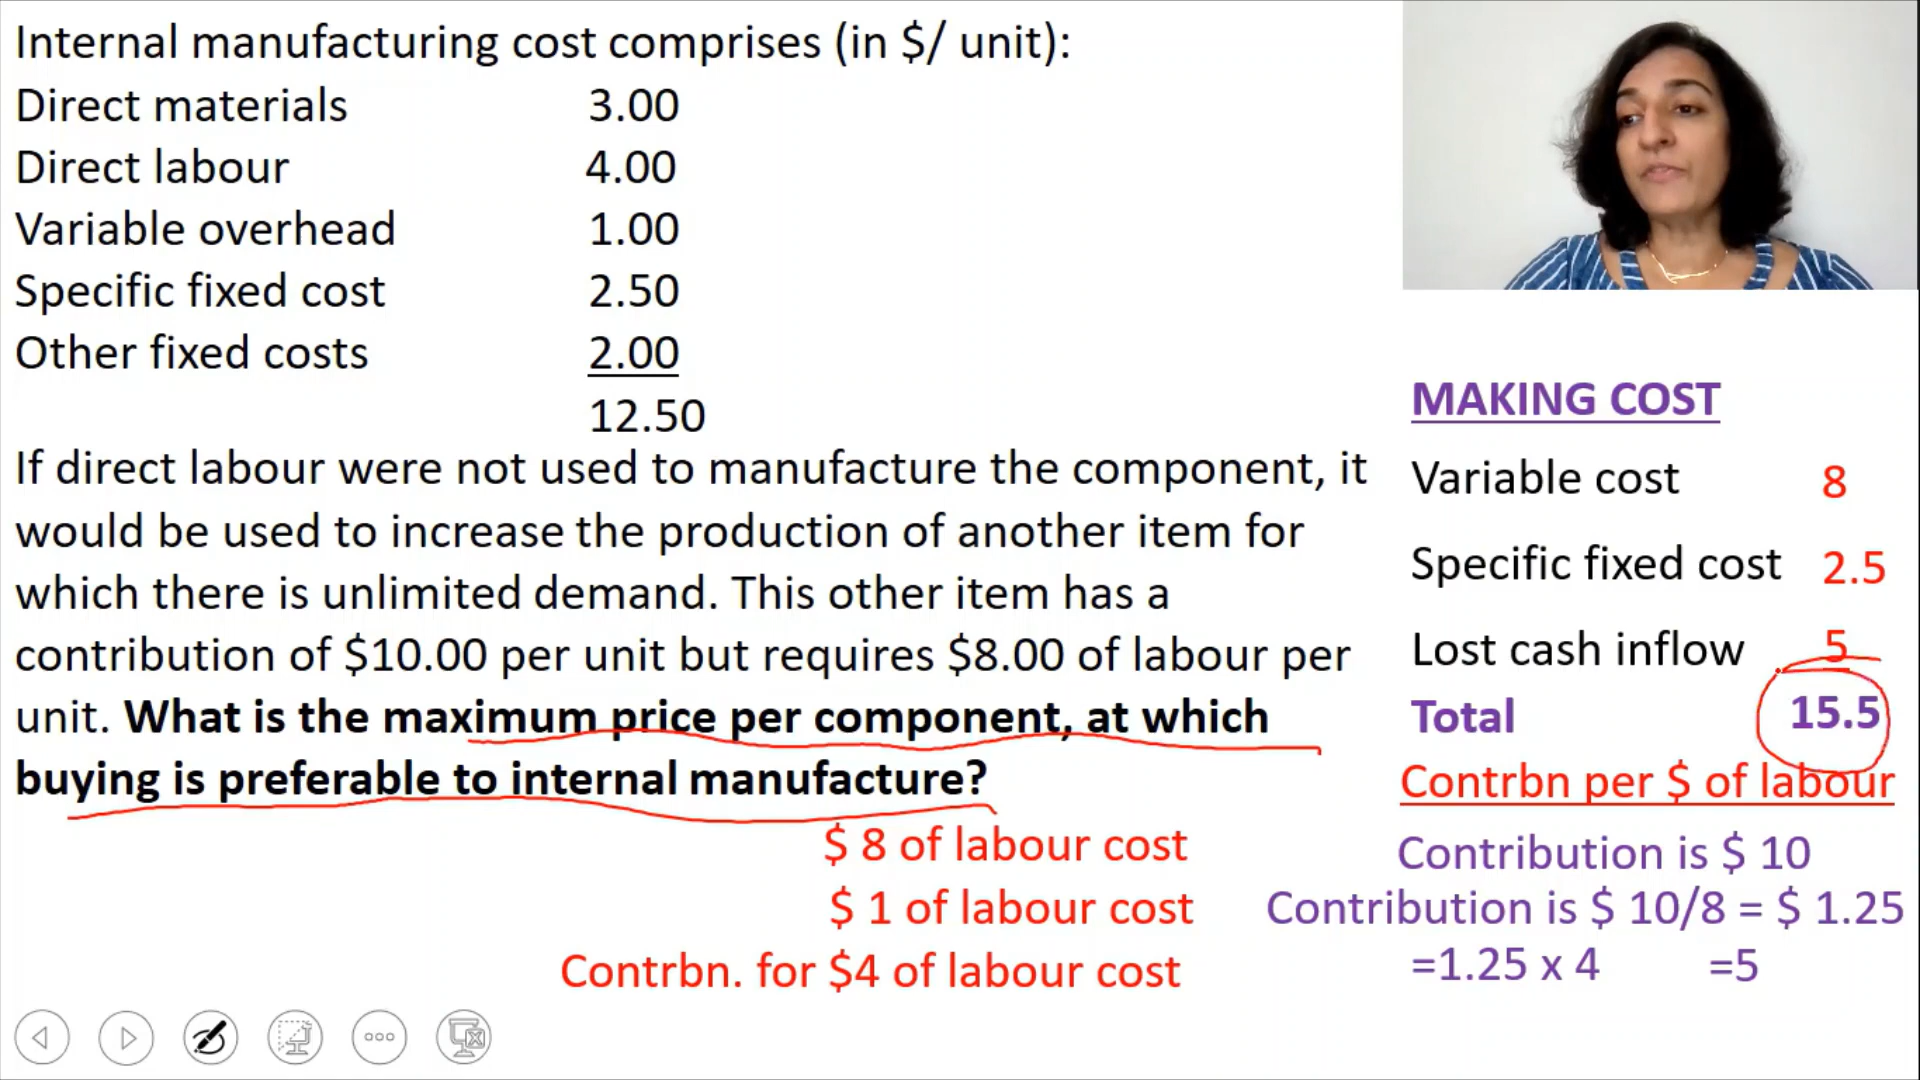 Internal manufacturing cost comprises (in $/ unit):
Direct materials 3.00
Direct labour 4.00
Variable overhead 1.00
Specific fixed cost 2.50
Other fixed costs 2.00
12.50
If direct labour were not used to manufacture the component, it
would be used to increase the production of another item for
which there is unlimited demand. This other item has a
contribution of $10.00 per unit but requires $8.00 of labour per
unit. What is the maximum price per component, at which
buying is preferable to internal manufacture?
MAKING COST
Variable cost 8
Specific fixed cost 2.5
Lost cash inflow 5
Total 15.5
Contrbn per $ of labour
$ 8 of labour cost Contribution is $ 10
$ 1 of labour cost Contribution is $ 10/8 = $ 1.25
Contrbn. for $4 of labour cost =1.25 x 4 =5